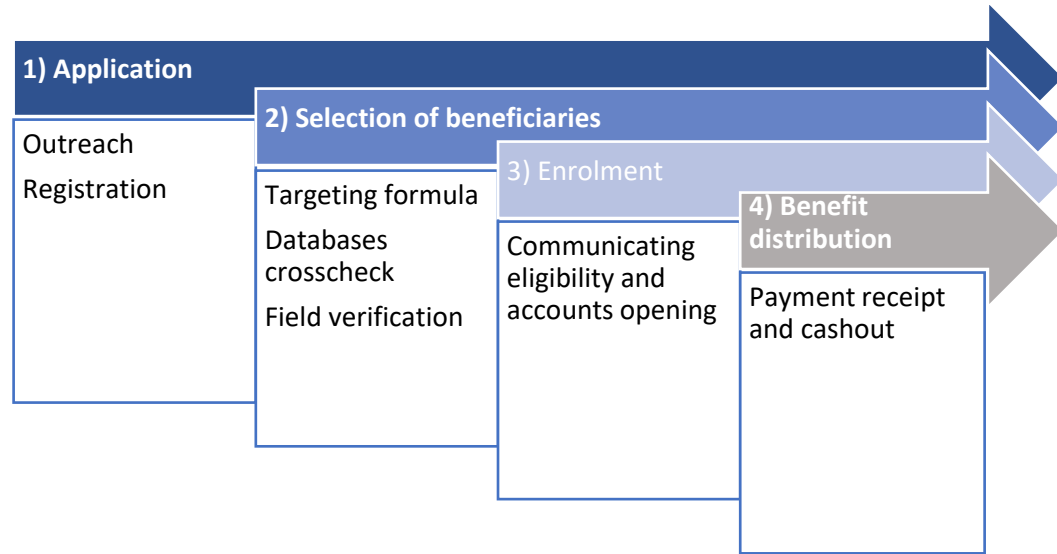 1) Application
Outreach
Registration
2) Selection of beneficiaries
Targeting formula
Databases
crosscheck
Field verification
3) Enrolment
Communicating
eligibility and
accounts opening
4) Benefit
distribution
Payment receipt
and cashout